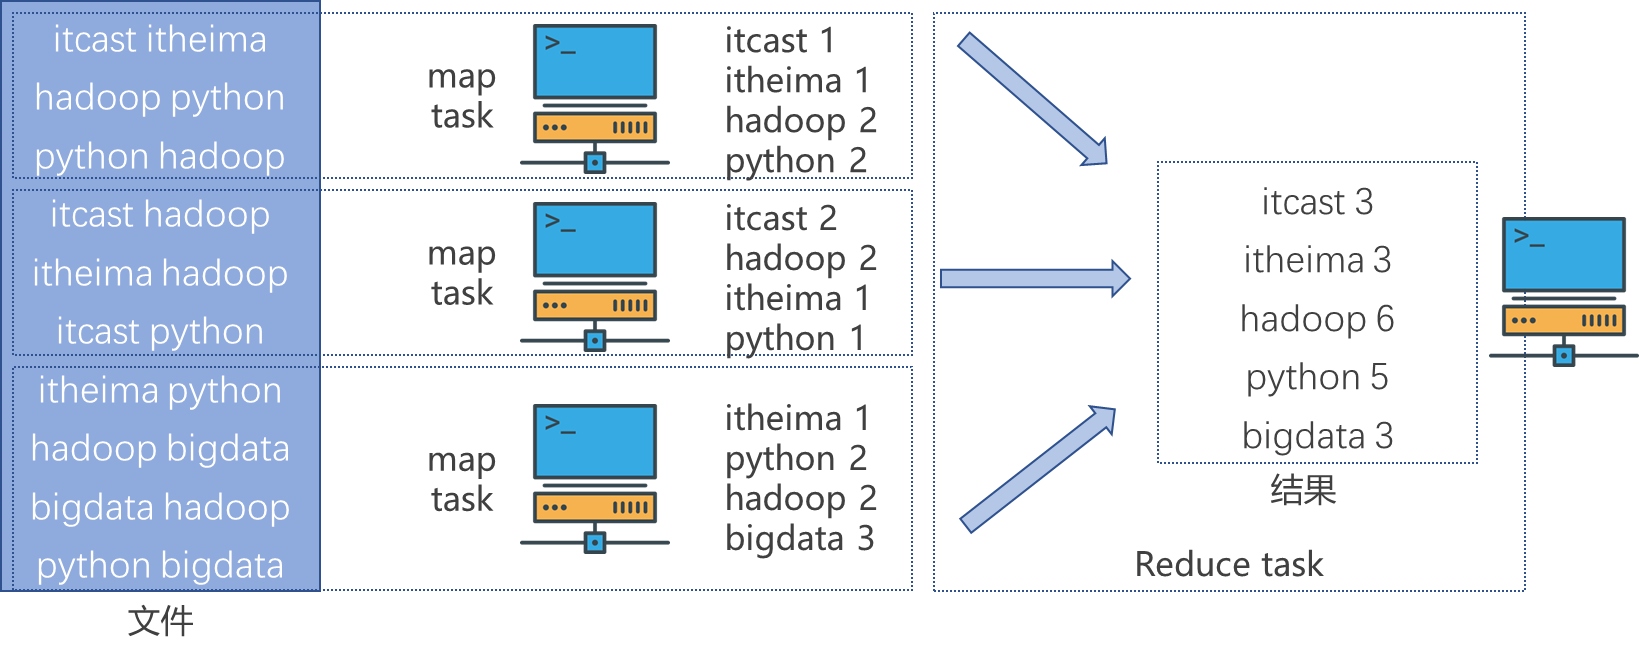 itcast itheima
hadoop python
python hadoop
itcast hadoop
itheima hadoop
itcast python
itheima python
hadoop bigdata
bigdata hadoop
python bigdata
文件
map
task
>_
itcast 1
itheima 1
hadoop 2
python 2
map
task
>_
itcast 2
hadoop 2
itheima 1
python 1
map
task
>_
itheima 1
python 2
hadoop 2
bigdata 3
itcast 3
itheima 3
hadoop 6
python 5
bigdata 3
结果
>_
Reduce task